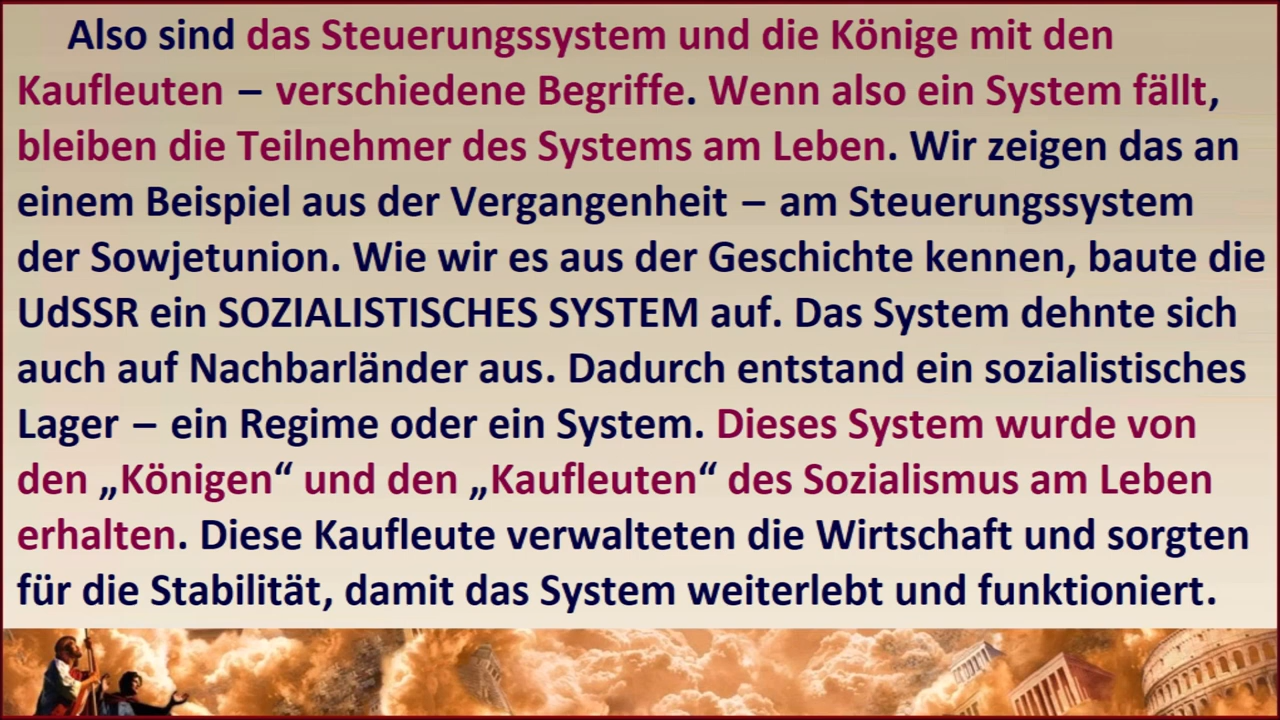 Also sind das Steuerungssystem und die Könige mit den
Kaufleuten – verschiedene Begriffe. Wenn also ein System fällt,
bleiben die Teilnehmer des Systems am Leben. Wir zeigen das an
einem Beispiel aus der Vergangenheit – am Steuerungssystem
der Sowjetunion. Wie wir es aus der Geschichte kennen, baute die
UdSSR ein SOZIALISTISCHES SYSTEM auf. Das System dehnte sich
auch auf Nachbarländer aus. Dadurch entstand ein sozialistisches
Lager – ein Regime oder ein System. Dieses System wurde von
den „Königen“ und den „Kaufleuten“ des Sozialismus am Leben
erhalten. Diese Kaufleute verwalteten die Wirtschaft und sorgten
für die Stabilität, damit das System weiterlebt und funktioniert.